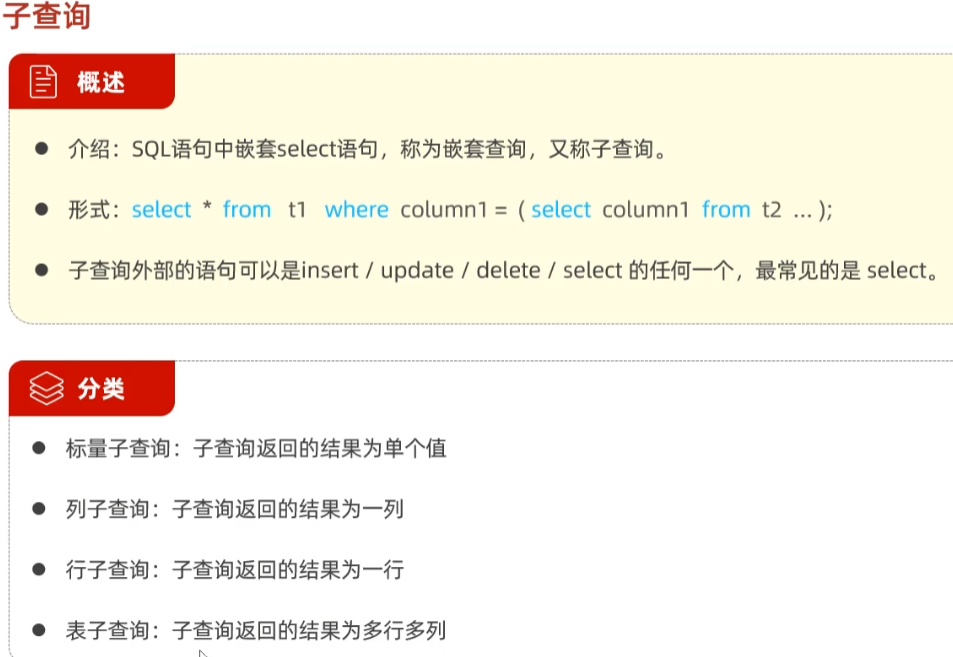 子查询
概述
介绍：SQL语句中嵌套select语句，称为嵌套查询，又称子查询。
形式：select * from t1 where column1 = ( select column1 from t2 … );
子查询外部的语句可以是insert / update / delete / select 的任何一个，最常见的是 select。
分类
标量子查询：子查询返回的结果为单个值
列子查询：子查询返回的结果为一列
行子查询：子查询返回的结果为一行
表子查询：子查询返回的结果为多行多列